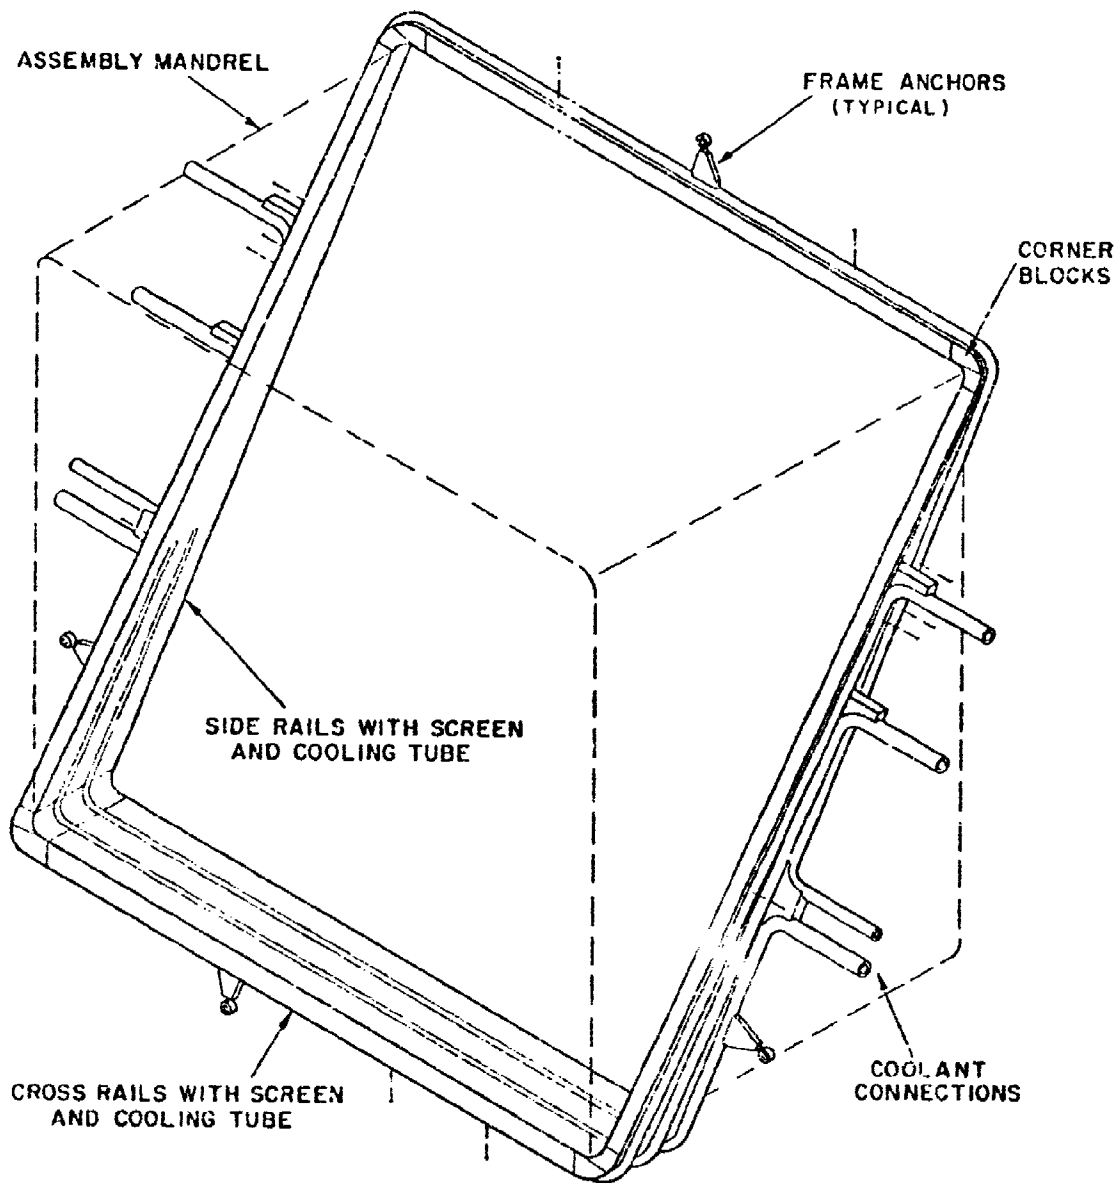 ASSEMBLY MANDREL
FRAME ANCHORS
(TYPICAL)
CORNER
BLOCKS
SIDE RAILS WITH SCREEN
AND COOLING TUBE
CROSS RAILS WITH SCREEN
AND COOLING TUBE
COOLANT
CONNECTIONS